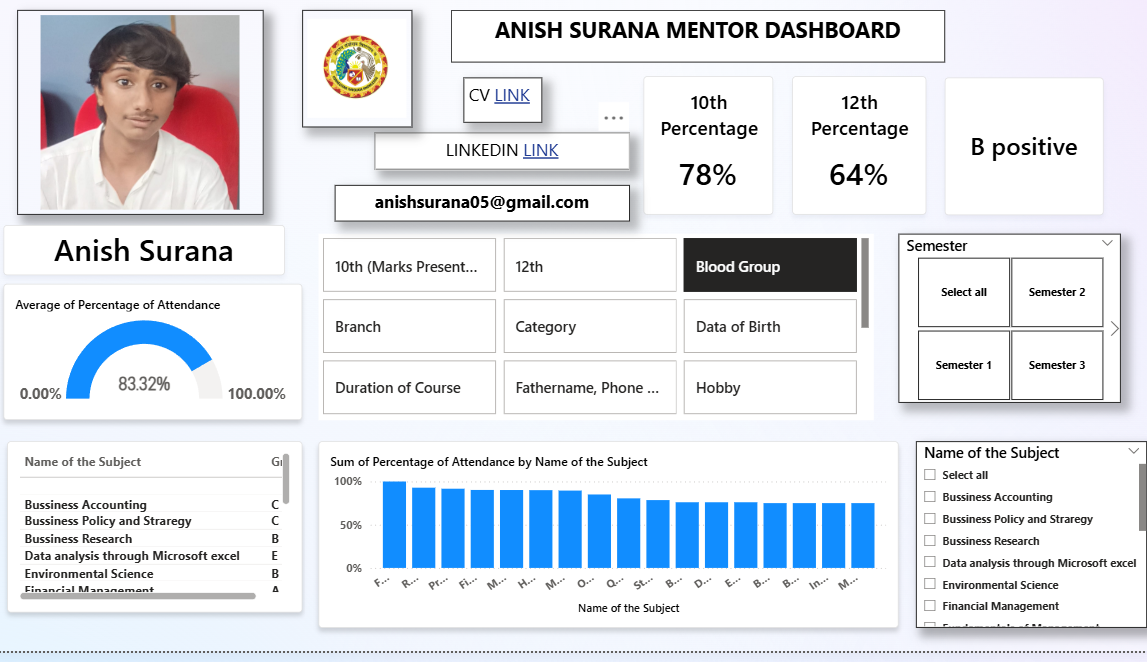 ANISH SURANA MENTOR DASHBOARD
CV LINK
...
LINKEDIN LINK
anishsurana05@gmail.com
10th
Percentage
78%
12th
Percentage
64%
B positive
Anish Surana
Average of Percentage of Attendance
0.00%
83.32%
100.00%
10th (Marks Present...
12th
Blood Group
Branch
Category
Data of Birth
Duration of Course
Fathername, Phone ...
Hobby
Semester
Select all
Semester 2
Semester 1
Semester 3
Name of the Subject
Bussiness Accounting C
Bussiness Policy and Straregy C
Bussiness Research B
Data analysis through Microsoft excel E
Environmental Science B
Financial Management A
Sum of Percentage of Attendance by Name of the Subject
100%
50%
0%
F... R... Pr... Fi... M... H... M... O... Q... St... B... D... E... B... B... In... M...
Name of the Subject
Name of the Subject
Select all
Bussiness Accounting
Bussiness Policy and Straregy
Bussiness Research
Data analysis through Microsoft excel
Environmental Science
Financial Management
Fundamentals of Management